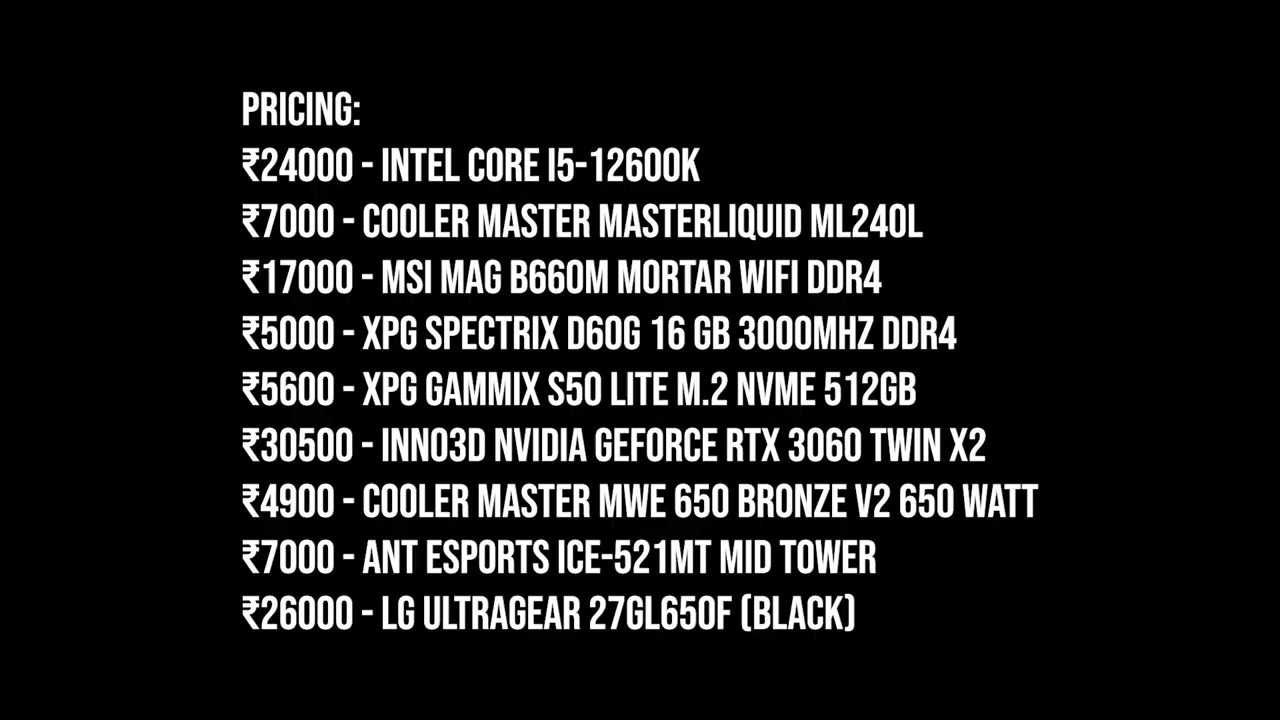 PRICING:
₹24000 - INTEL CORE I5-12600K
₹7000 - COOLER MASTER MASTERLIQUID ML240L
₹17000 - MSI MAG B660M MORTAR WIFI DDR4
₹5000 - XPG SPECTRIX D60G 16 GB 3000MHZ DDR4
₹5600 - XPG GAMMIX S50 LITE M.2 NVME 512GB
₹30500 - INNO3D NVIDIA GEFORCE RTX 3060 TWIN X2
₹4900 - COOLER MASTER MWE 650 BRONZE V2 650 WATT
₹7000 - ANT ESPORTS ICE-521MT MID TOWER
₹26000 - LG ULTRAGEAR 27GL650F (BLACK)